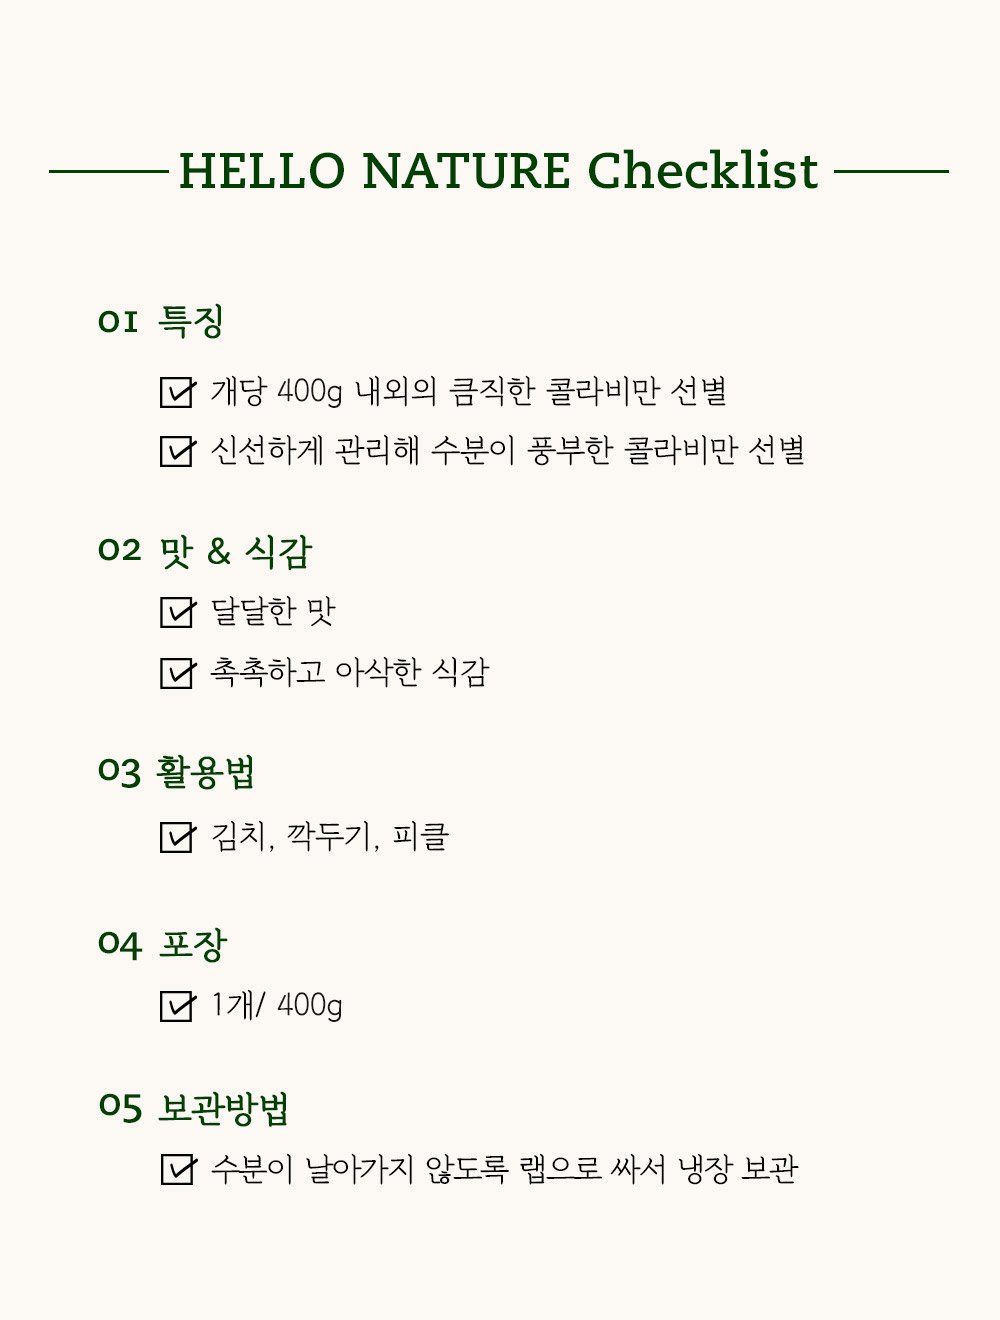 HELLO NATURE Checklist
01 특징
개당 400g 내외의 큼직한 콜라비만 선별
신선하게 관리해 수분이 풍부한 콜라비만 선별
02 맛 & 식감
달달한 맛
촉촉하고 아삭한 식감
03 활용법
김치, 깍두기, 피클
04 포장
1개/ 400g
05 보관방법
수분이 날아가지 않도록 랩으로 싸서 냉장 보관